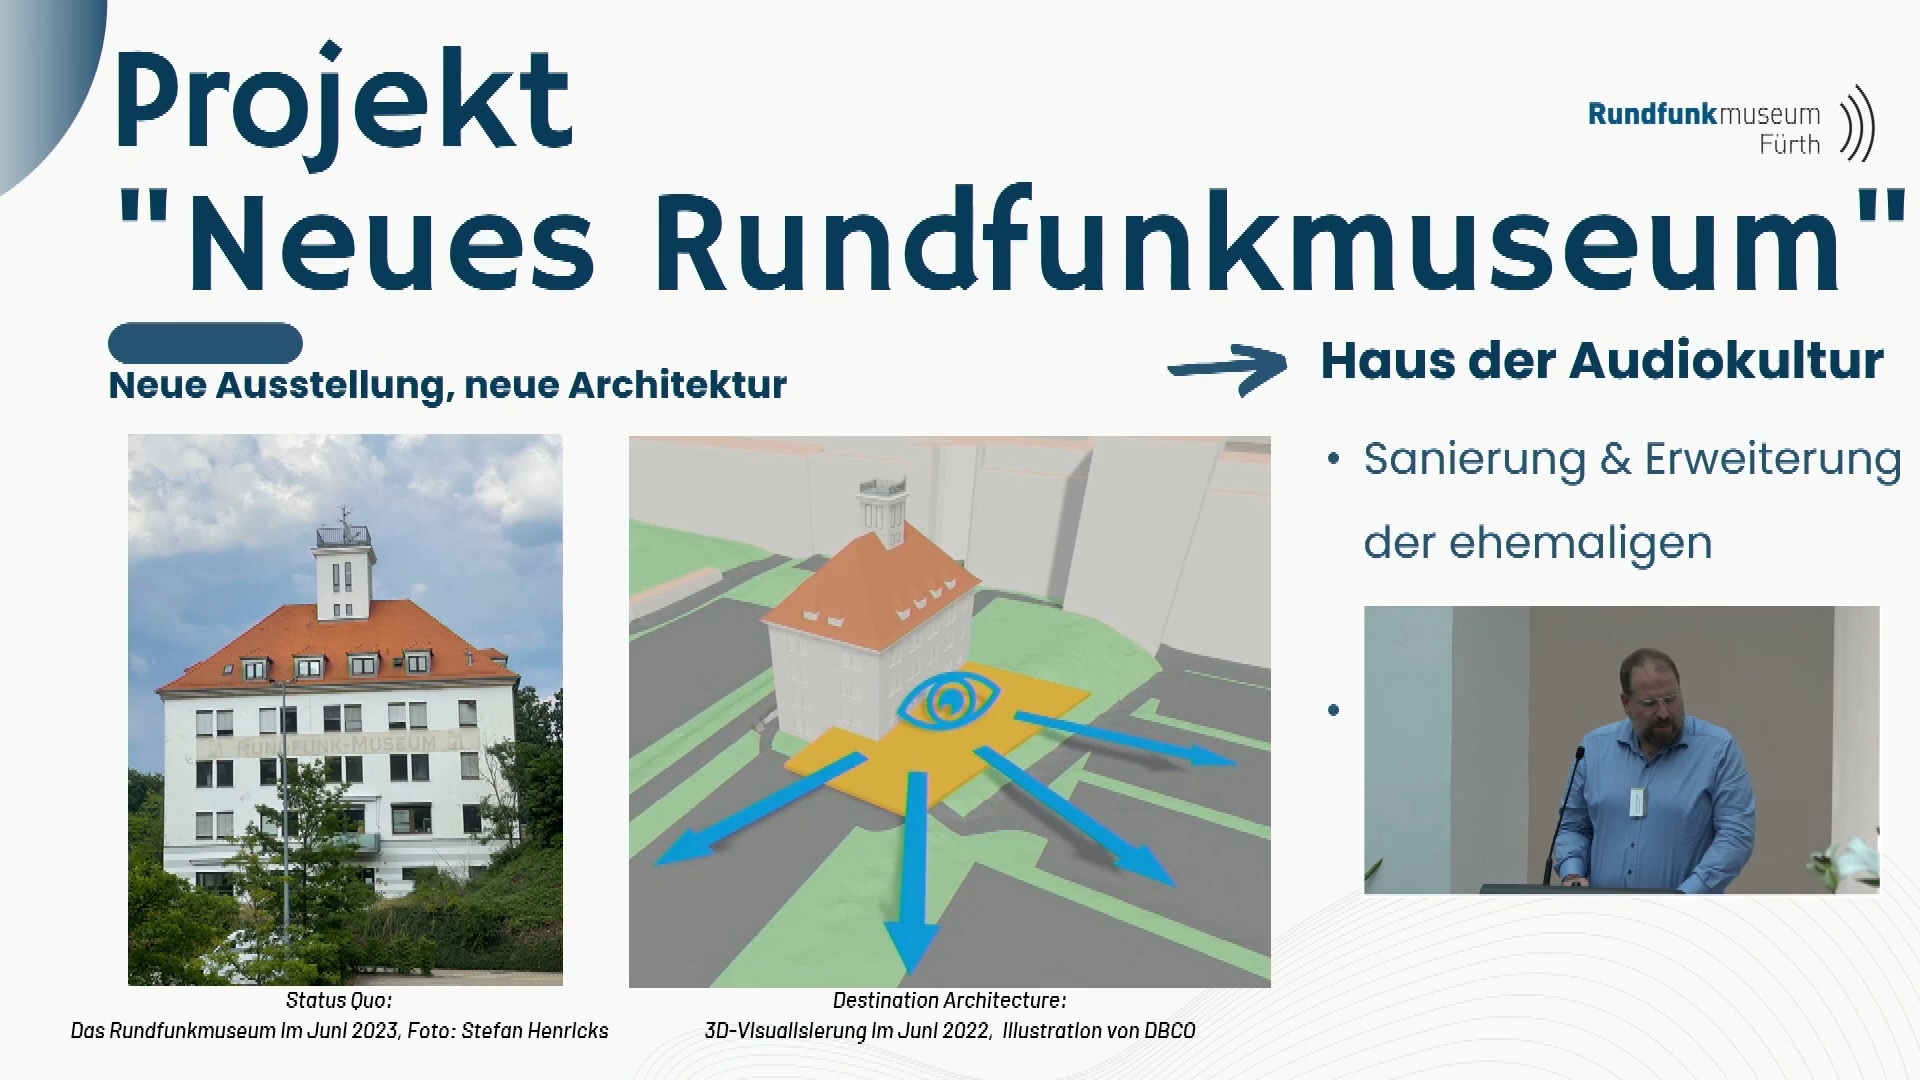 Projekt
"Neues Rundfunkmuseum"
Rundfunkmuseum
Fürth
Neue Ausstellung, neue Architektur
Haus der Audiokultur
• Sanierung & Erweiterung
der ehemaligen
•
RUNDFUNK-MUSEUM
Status Quo:
Das Rundfunkmuseum im Juni 2023, Foto: Stefan Henricks
Destination Architecture:
3D-Visualisierung im Juni 2022, Illustration von DBCO